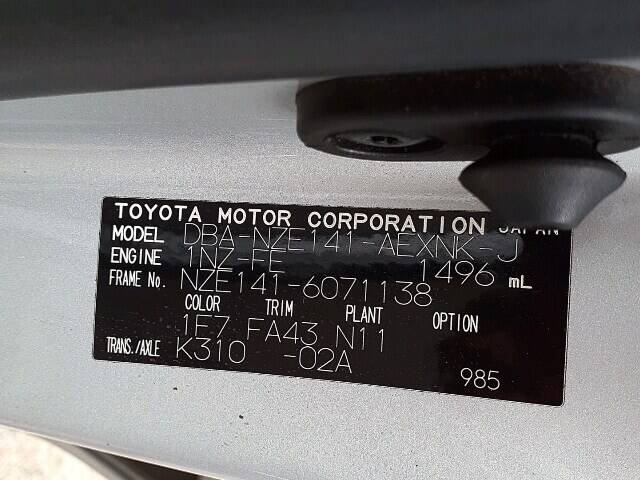 TOYOTA MOTOR CORPORATION JAPAN
MODEL DBA-NZE141-AEXNK-J
ENGINE 1NZ-FE 1496 mL
FRAME No. NZE141-6071138
COLOR TRIM PLANT OPTION
1F7 FA43 N11
TRANS./AXLE K310 -02A
985